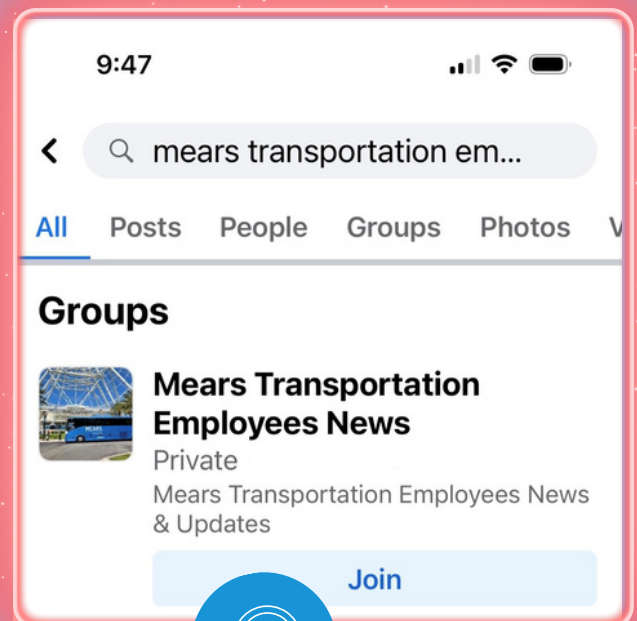 9:47
mears transportation em...
All Posts People Groups Photos V
Groups
Mears Transportation
Employees News
Private
Mears Transportation Employees News
& Updates
Join
MEARS